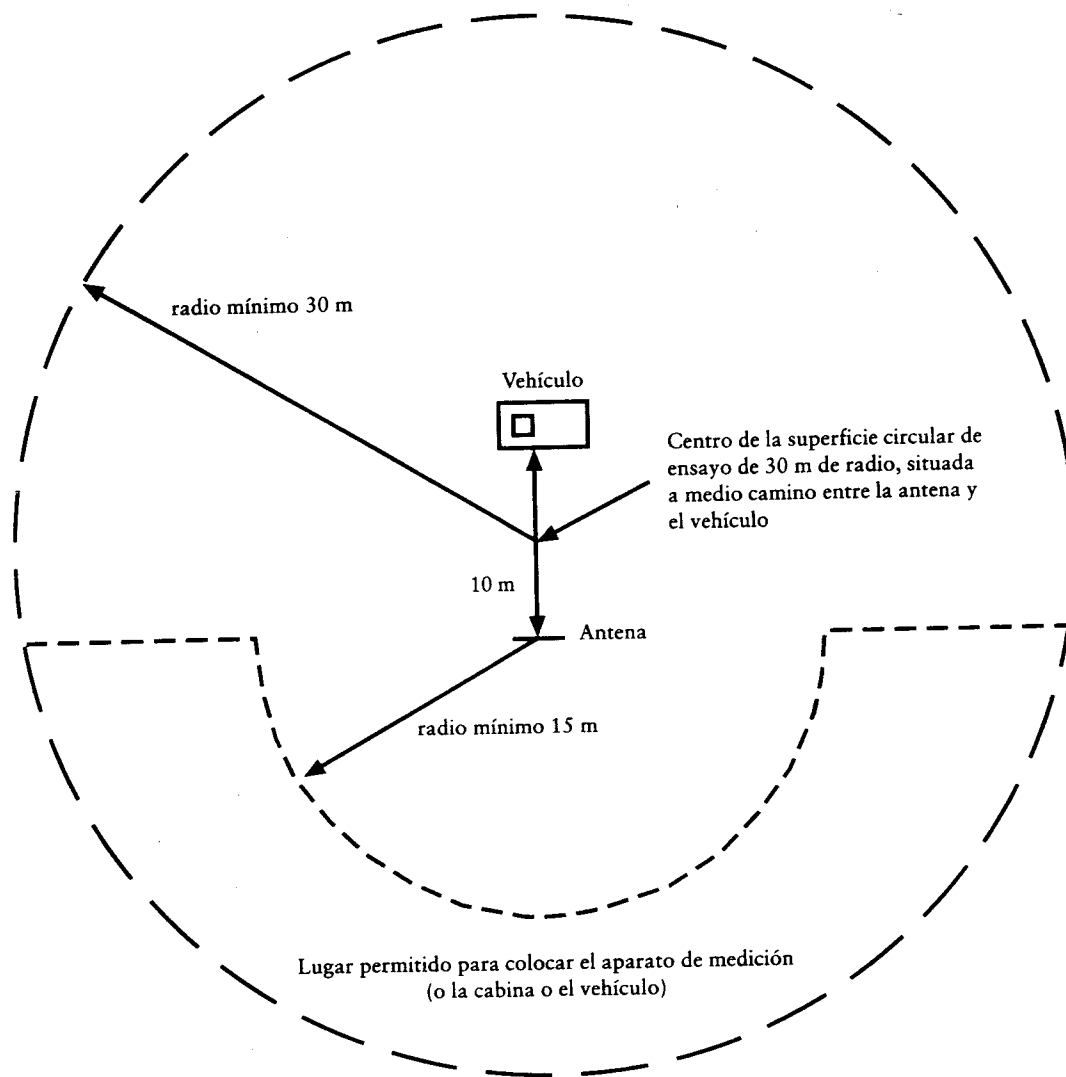 radio mínimo 30 m
Vehículo
Centro de la superficie circular de
ensayo de 30 m de radio, situada
a medio camino entre la antena y
el vehículo
10 m
Antena
radio mínimo 15 m
Lugar permitido para colocar el aparato de medición
(o la cabina o el vehículo)